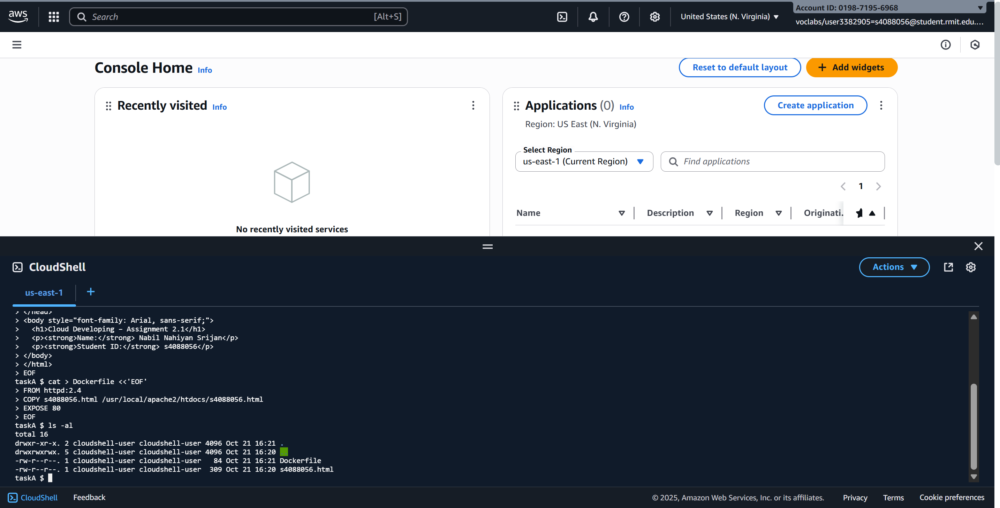 aws
Search [Alt+S]
United States (N. Virginia)
Account ID: 0198-7195-6968
voclabs/user3382905=s4088056@student.rmit.edu....
Console Home Info
Reset to default layout
Add widgets
Recently visited Info
No recently visited services
Applications (0) Info
Create application
Region: US East (N. Virginia)
Select Region
us-east-1 (Current Region)
Find applications
1
Name Description Region Originati.
CloudShell
Actions
us-east-1 +
> </head>
> <body style="font-family: Arial, sans-serif;">
>   <h1>Cloud Developing – Assignment 2.1</h1>
>   <p><strong>Name:</strong> Nabil Nahiyan Srijan</p>
>   <p><strong>Student ID:</strong> s4088056</p>
> </body>
> </html>
> EOF
taskA $ cat > Dockerfile <<'EOF'
> FROM httpd:2.4
> COPY s4088056.html /usr/local/apache2/htdocs/s4088056.html
> EXPOSE 80
> EOF
taskA $ ls -al
total 16
drwxr-xr-x. 2 cloudshell-user cloudshell-user 4096 Oct 21 16:21 .
drwxrwxrwx. 5 cloudshell-user cloudshell-user 4096 Oct 21 16:20 ..
-rw-r--r--. 1 cloudshell-user cloudshell-user   84 Oct 21 16:21 Dockerfile
-rw-r--r--. 1 cloudshell-user cloudshell-user  309 Oct 21 16:20 s4088056.html
taskA $
CloudShell Feedback © 2025, Amazon Web Services, Inc. or its affiliates. Privacy Terms Cookie preferences